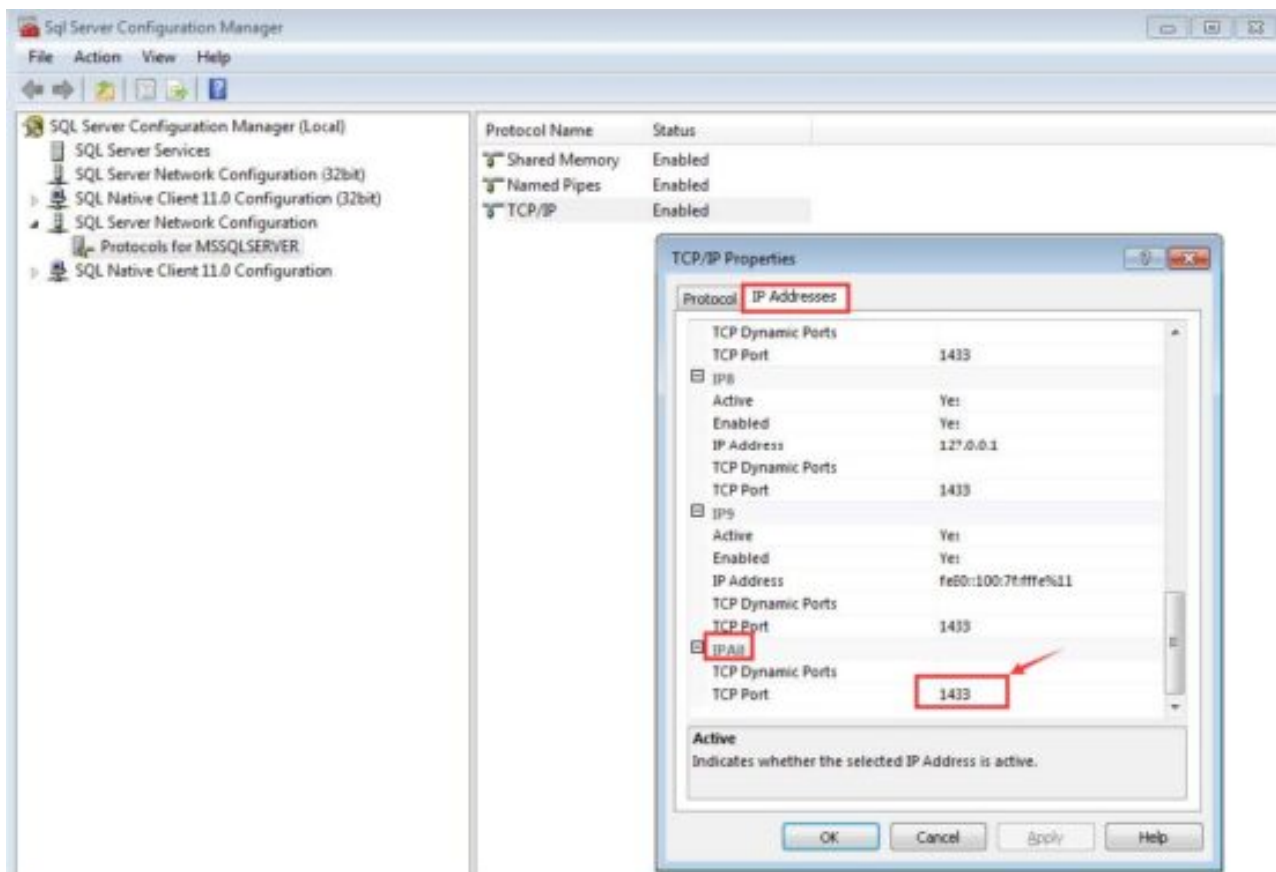 Sql Server Configuration Manager
File Action View Help
SQL Server Configuration Manager (Local)
SQL Server Services
SQL Server Network Configuration (32bit)
SQL Native Client 11.0 Configuration (32bit)
SQL Server Network Configuration
Protocols for MSSQLSERVER
SQL Native Client 11.0 Configuration
Protocol Name Status
Shared Memory Enabled
Named Pipes Enabled
TCP/IP Enabled
TCP/IP Properties
Protocol IP Addresses
TCP Dynamic Ports
TCP Port 1433
IP8
Active Yes
Enabled Yes
IP Address 127.0.0.1
TCP Dynamic Ports
TCP Port 1433
IP9
Active Yes
Enabled Yes
IP Address
TCP Dynamic Ports
TCP Port 1433
IPAll
TCP Dynamic Ports
TCP Port 1433
Active
Indicates whether the selected IP Address is active.
OK Cancel Apply Help